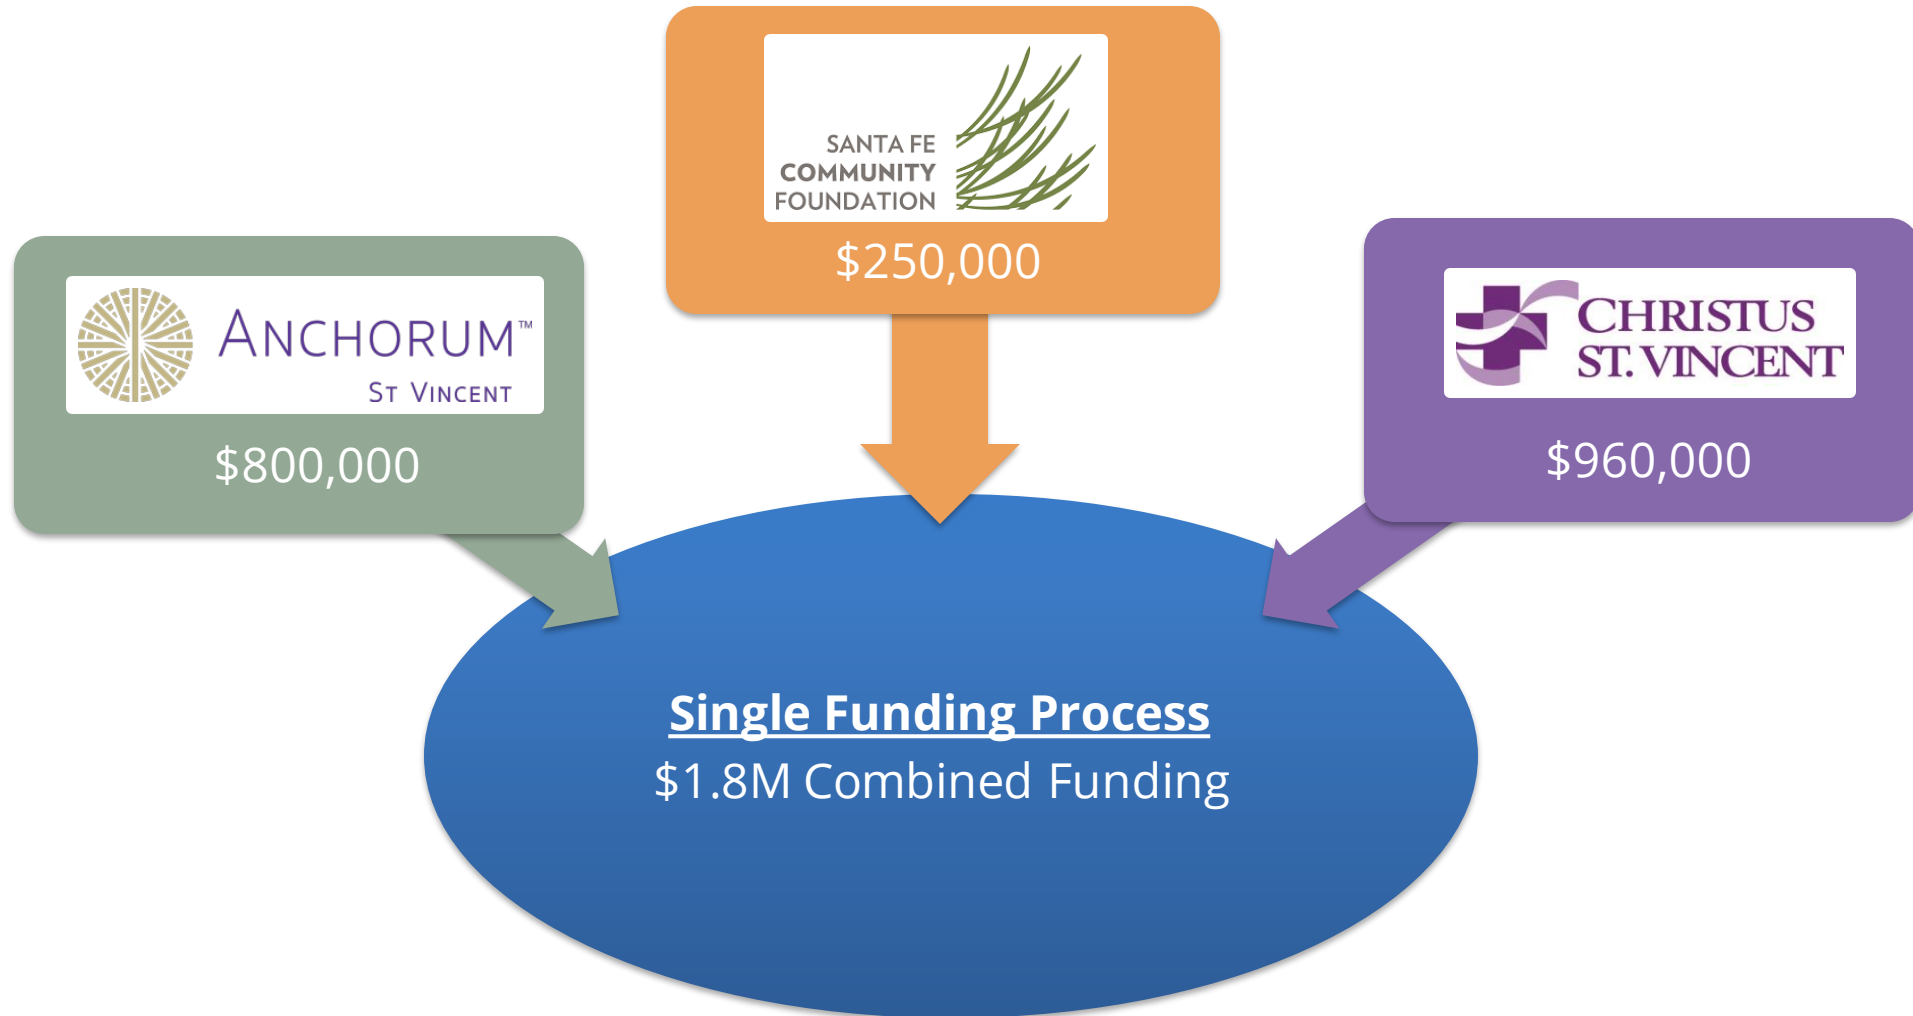 SANTA FE
COMMUNITY
FOUNDATION
$250,000
ANCHORUM™
ST VINCENT
$800,000
CHRISTUS
ST. VINCENT
$960,000
Single Funding Process
$1.8M Combined Funding